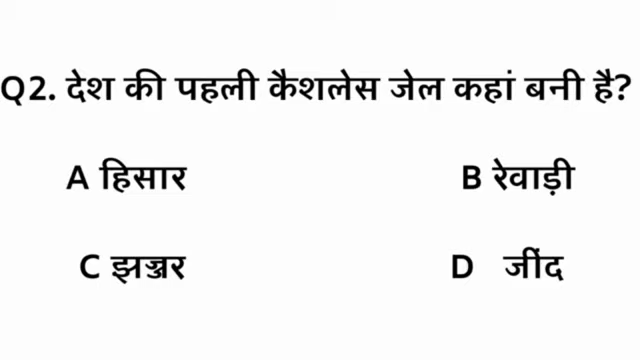 Q2. देश की पहली कैशलेस जेल कहां बनी है?
A हिसार B रेवाड़ी
C झज्जर D जींद